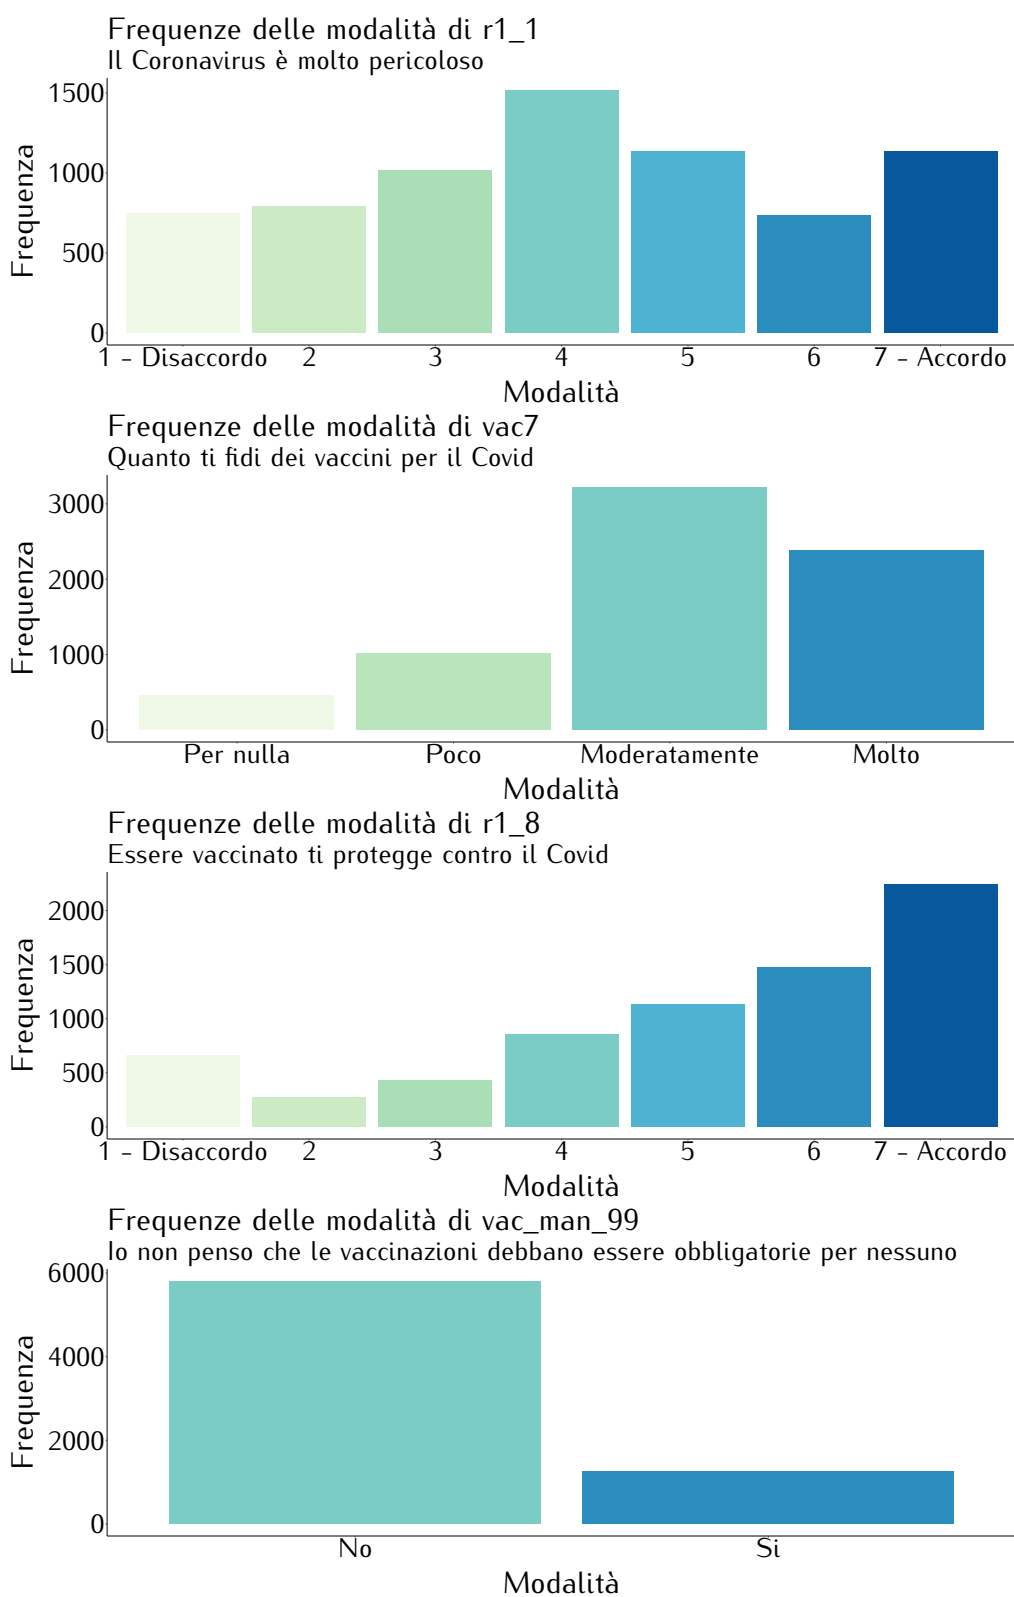 Frequenze delle modalità di r1_1
Il Coronavirus è molto pericoloso
1500
1000
500
0
Frequenza
1 – Disaccordo 2 3 4 5 6 7 – Accordo
Modalità
Frequenze delle modalità di vac7
Quanto ti fidi dei vaccini per il Covid
3000
2000
1000
0
Frequenza
Per nulla Poco Moderatamente Molto
Modalità
Frequenze delle modalità di r1_8
Essere vaccinato ti protegge contro il Covid
2000
1500
1000
500
0
Frequenza
1 – Disaccordo 2 3 4 5 6 7 – Accordo
Modalità
Frequenze delle modalità di vac_man_99
Io non penso che le vaccinazioni debbano essere obbligatorie per nessuno
6000
4000
2000
0
Frequenza
No Si
Modalità